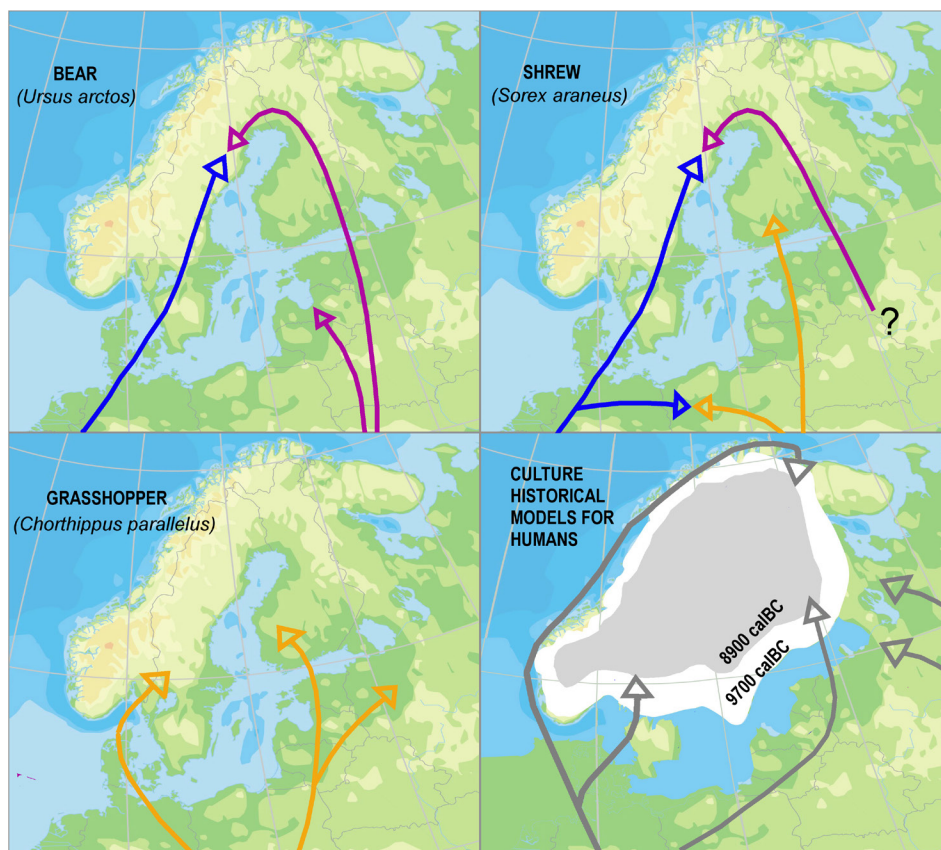 BEAR
(Ursus arctos)
SHREW
(Sorex araneus)
?
GRASSHOPPER
(Chorthippus parallelus)
CULTURE
HISTORICAL
MODELS FOR
HUMANS
8900 calBC
9700 calBC